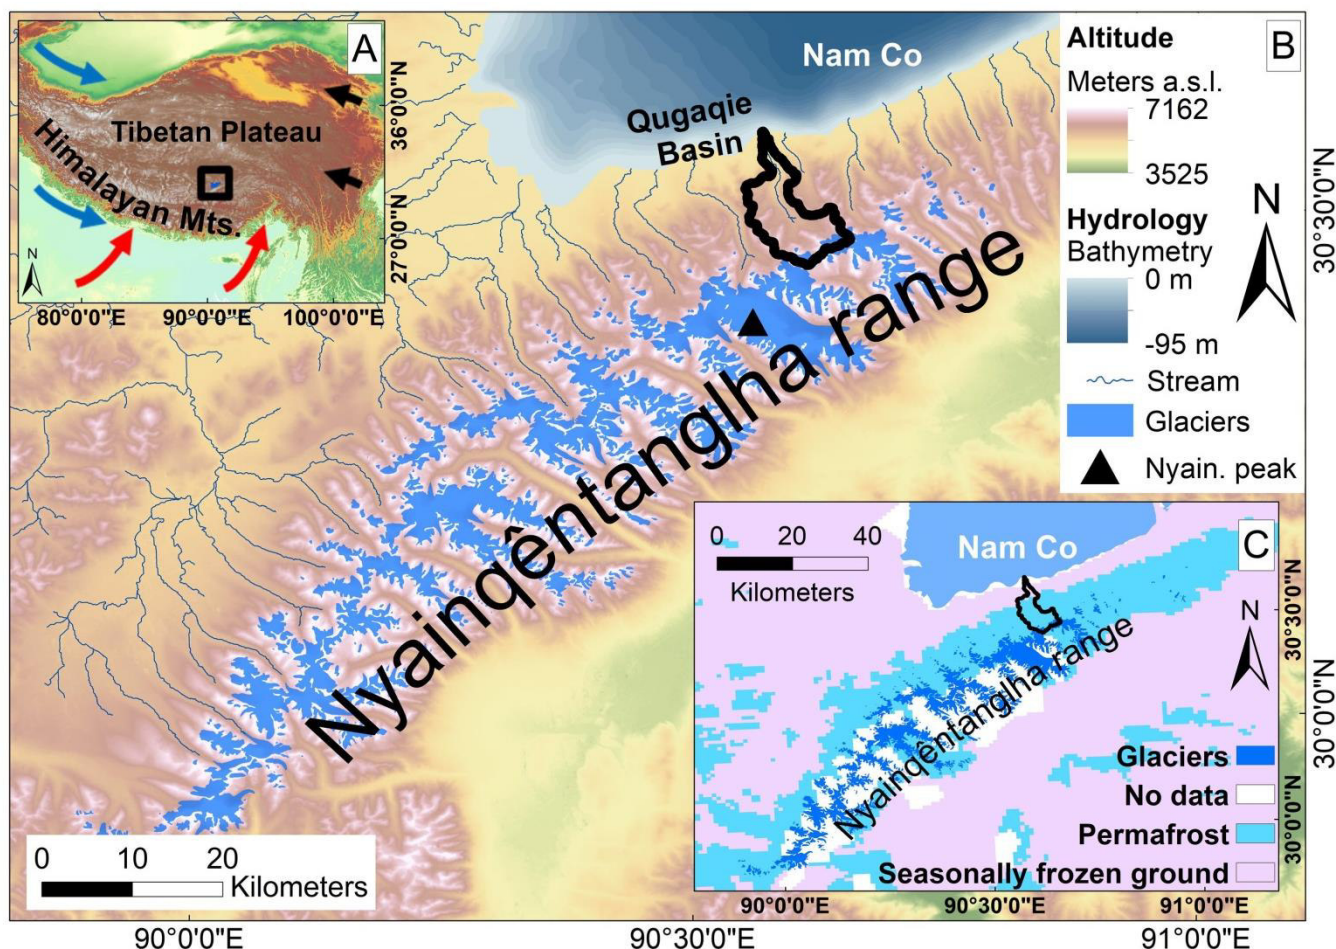 A
36°0'0"N
27°0'0"N
Tibetan Plateau
Himalayan Mts.
N
80°0'0"E
90°0'0"E
100°0'0"E
Nam Co
Qugaqie
Basin
Nyainqêntanglha range
B
Altitude
Meters a.s.l.
7162
3525
Hydrology
Bathymetry
0 m
-95 m
Stream
Glaciers
Nyain. peak
N
30°30'0"N
30°0'0"N
0 10 20
Kilometers
90°0'0"E
90°30'0"E
91°0'0"E
C
0 20 40
Kilometers
Nam Co
Nyainqêntanglha range
N
30°30'0"N
30°0'0"N
Glaciers
No data
Permafrost
Seasonally frozen ground
90°0'0"E
90°30'0"E
91°0'0"E